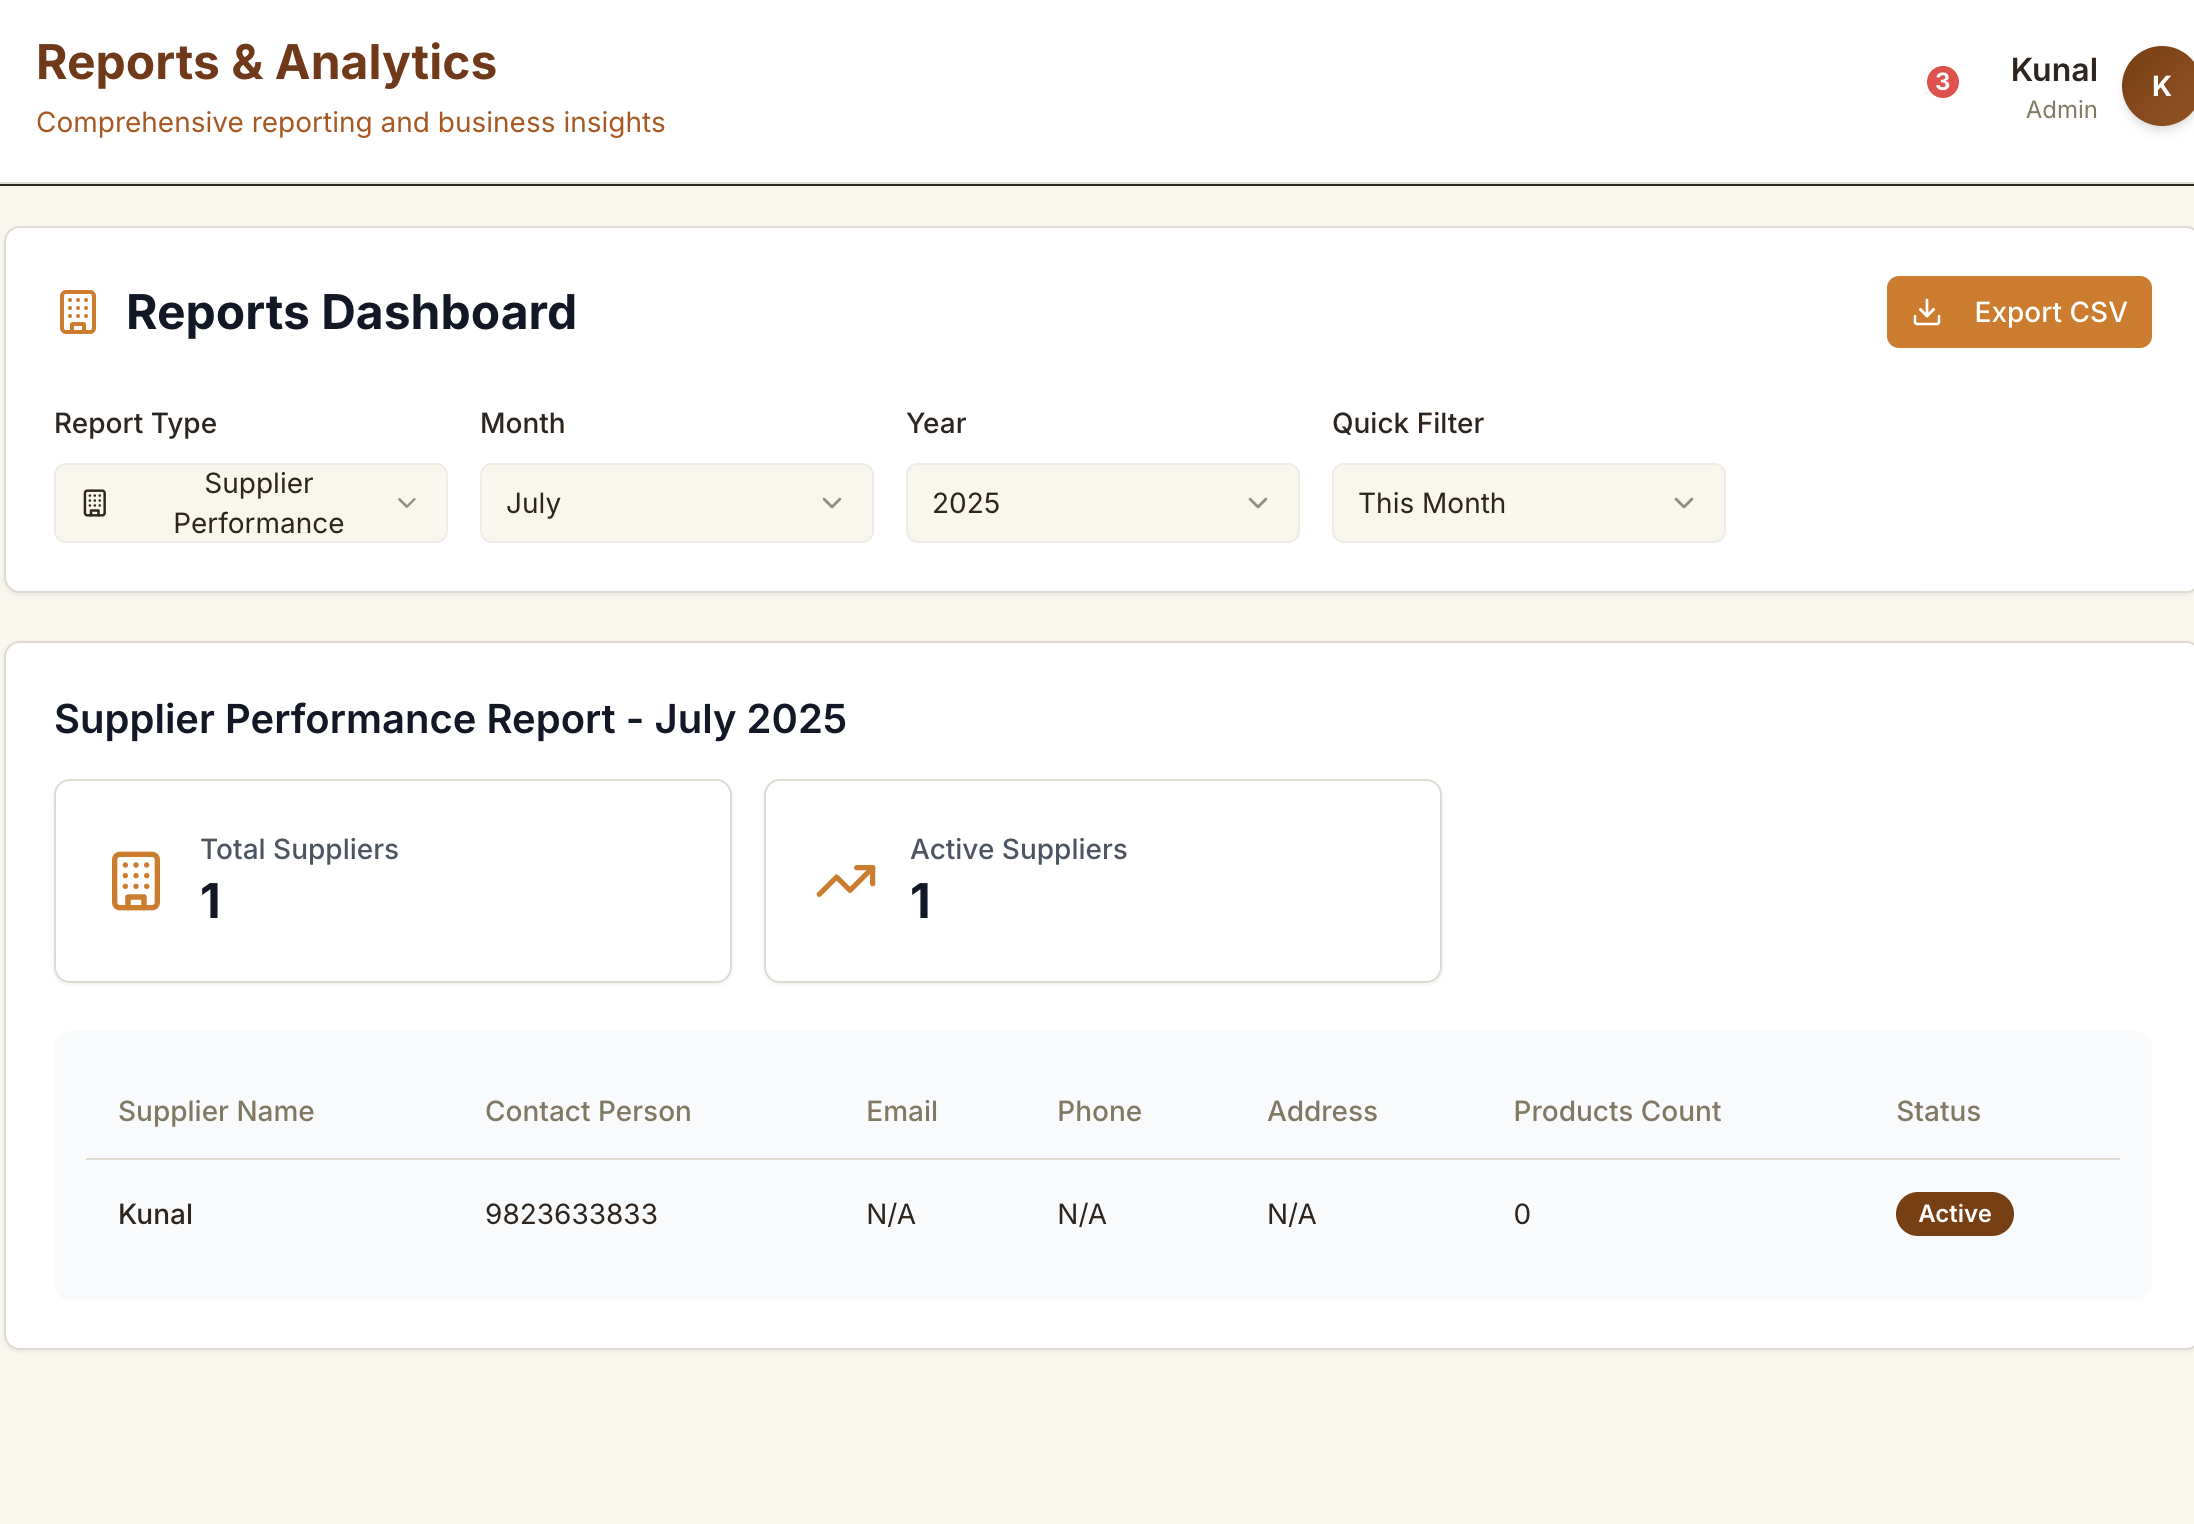 Reports & Analytics
Comprehensive reporting and business insights
3
Kunal
Admin
K
Reports Dashboard
Export CSV
Report Type
Month
Year
Quick Filter
Supplier
Performance
July
2025
This Month
Supplier Performance Report - July 2025
Total Suppliers
1
Active Suppliers
1
Supplier Name Contact Person Email Phone Address Products Count Status
Kunal 9823633833 N/A N/A N/A 0 Active